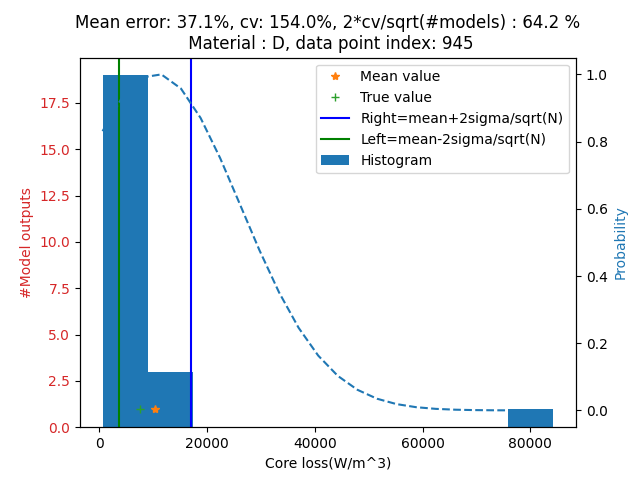 Mean error: 37.1%, cv: 154.0%, 2*cv/sqrt(#models) : 64.2 %
Material : D, data point index: 945
Mean value
True value
Right=mean+2sigma/sqrt(N)
Left=mean-2sigma/sqrt(N)
Histogram
#Model outputs
17.5
15.0
12.5
10.0
7.5
5.0
2.5
0.0
1.0
0.8
0.6
0.4
0.2
0.0
Probability
0
20000
40000
60000
80000
Core loss(W/m^3)